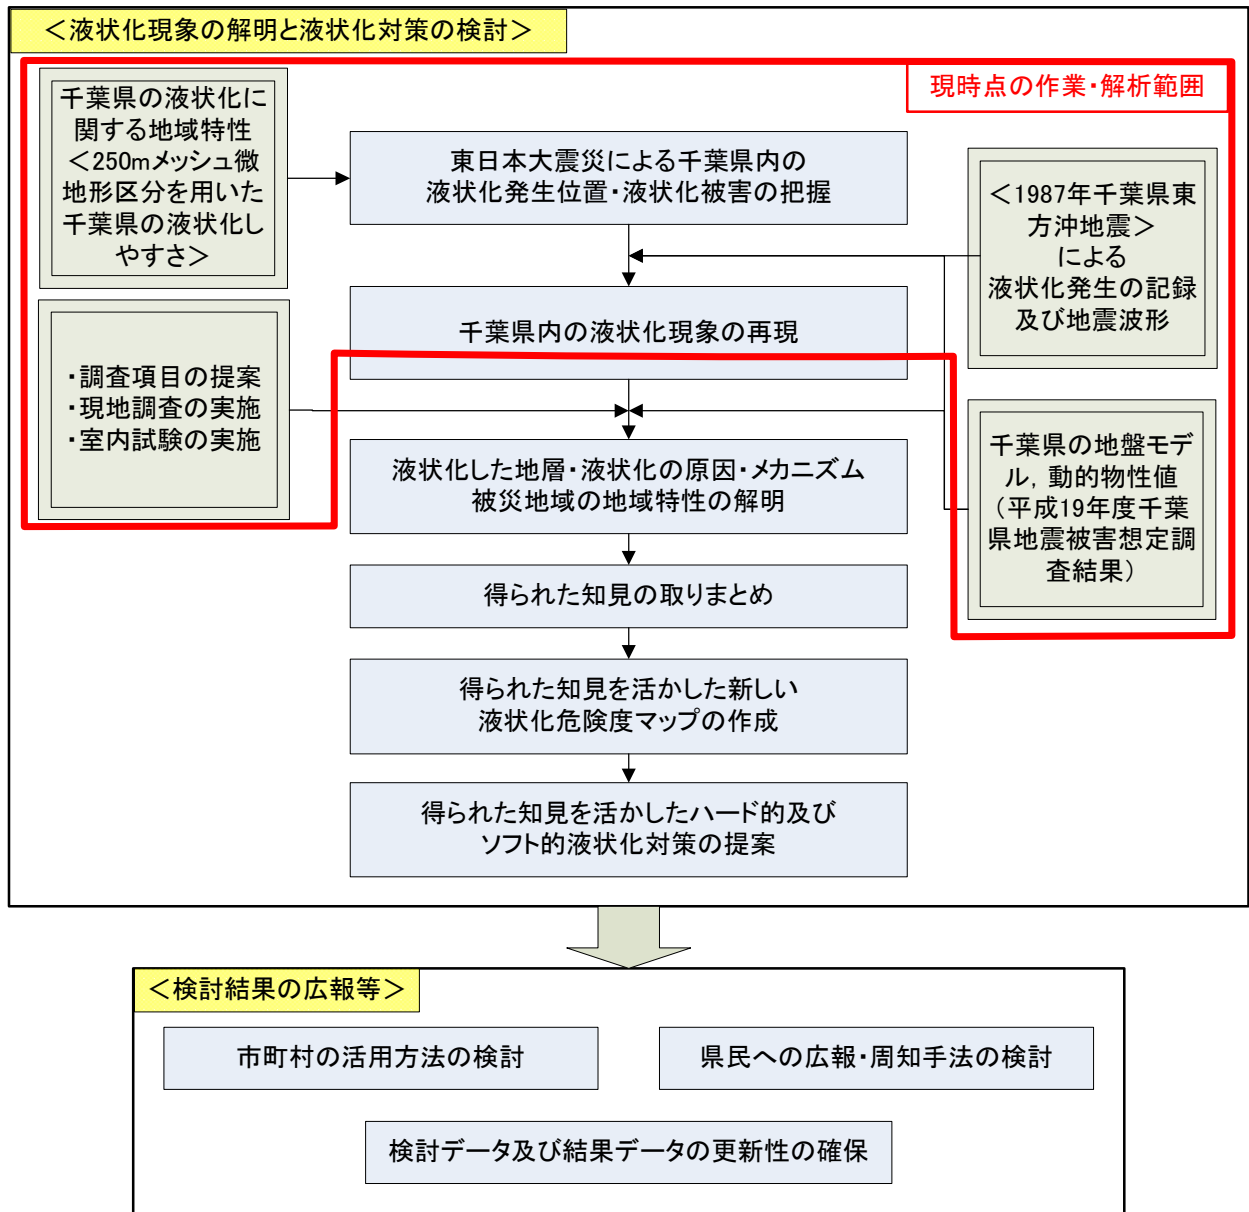 ＜液状化現象の解明と液状化対策の検討＞
現時点の作業・解析範囲
千葉県の液状化に
関する地域特性
＜250mメッシュ微
地形区分を用いた
千葉県の液状化し
やすさ＞
東日本大震災による千葉県内の
液状化発生位置・液状化被害の把握
＜1987年千葉県東
方沖地震＞
による
液状化発生の記録
及び地震波形
千葉県内の液状化現象の再現
・調査項目の提案
・現地調査の実施
・室内試験の実施
液状化した地層・液状化の原因・メカニズム
被災地域の地域特性の解明
千葉県の地盤モデ
ル，動的物性値
（平成19年度千葉
県地震被害想定調
査結果）
得られた知見の取りまとめ
得られた知見を活かした新しい
液状化危険度マップの作成
得られた知見を活かしたハード的及び
ソフト的液状化対策の提案
＜検討結果の広報等＞
市町村の活用方法の検討
県民への広報・周知手法の検討
検討データ及び結果データの更新性の確保